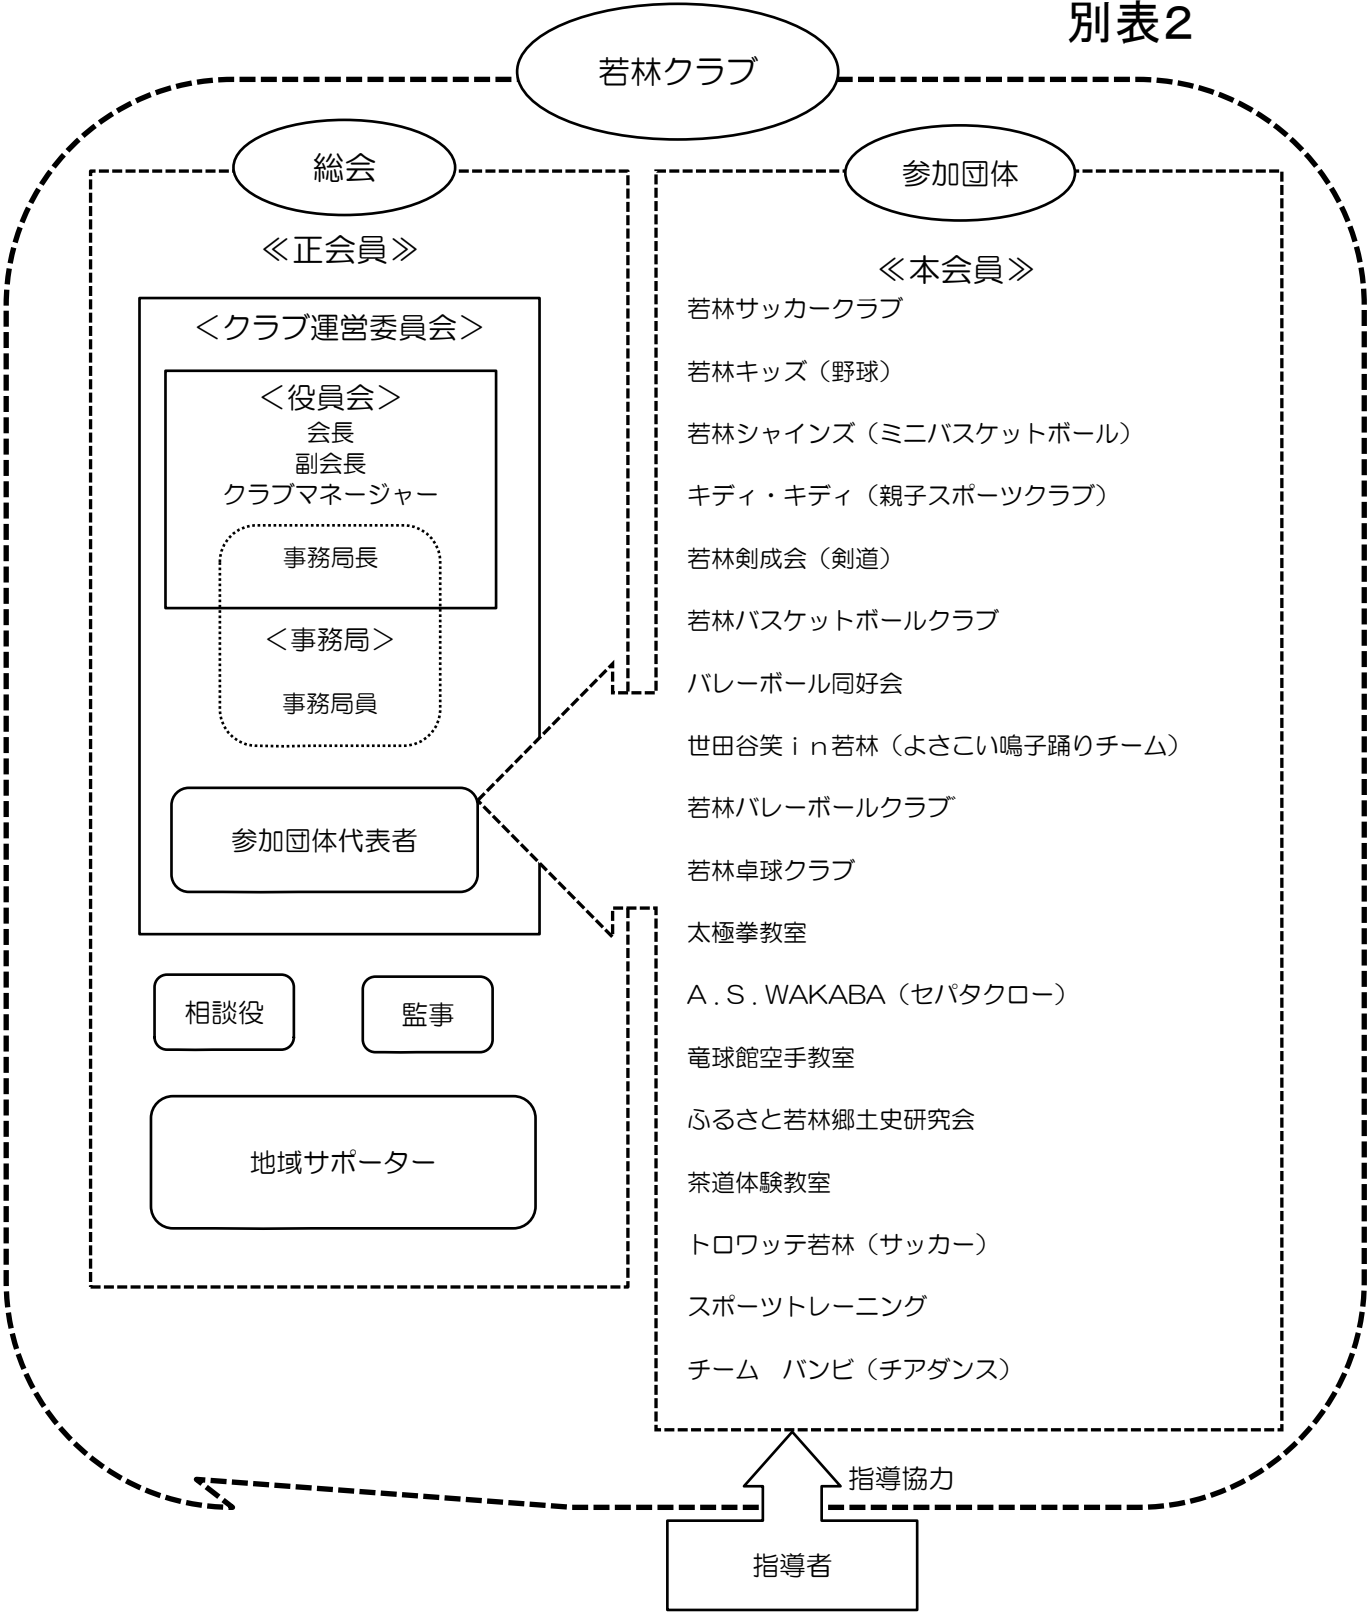 別表2
若林クラブ
総会
≪正会員≫
＜クラブ運営委員会＞
＜役員会＞
会長
副会長
クラブマネージャー
事務局長
＜事務局＞
事務局員
参加団体代表者
相談役
監事
地域サポーター
参加団体
≪本会員≫
若林サッカークラブ
若林キッズ（野球）
若林シャインズ（ミニバスケットボール）
キディ・キディ（親子スポーツクラブ）
若林剣成会（剣道）
若林バスケットボールクラブ
バレーボール同好会
世田谷笑ｉｎ若林（よさこい鳴子踊りチーム）
若林バレーボールクラブ
若林卓球クラブ
太極拳教室
Ａ.Ｓ.WAKABA（セパタクロー）
竜球館空手教室
ふるさと若林郷土史研究会
茶道体験教室
トロワッテ若林（サッカー）
スポーツトレーニング
チーム　バンビ（チアダンス）
指導協力
指導者